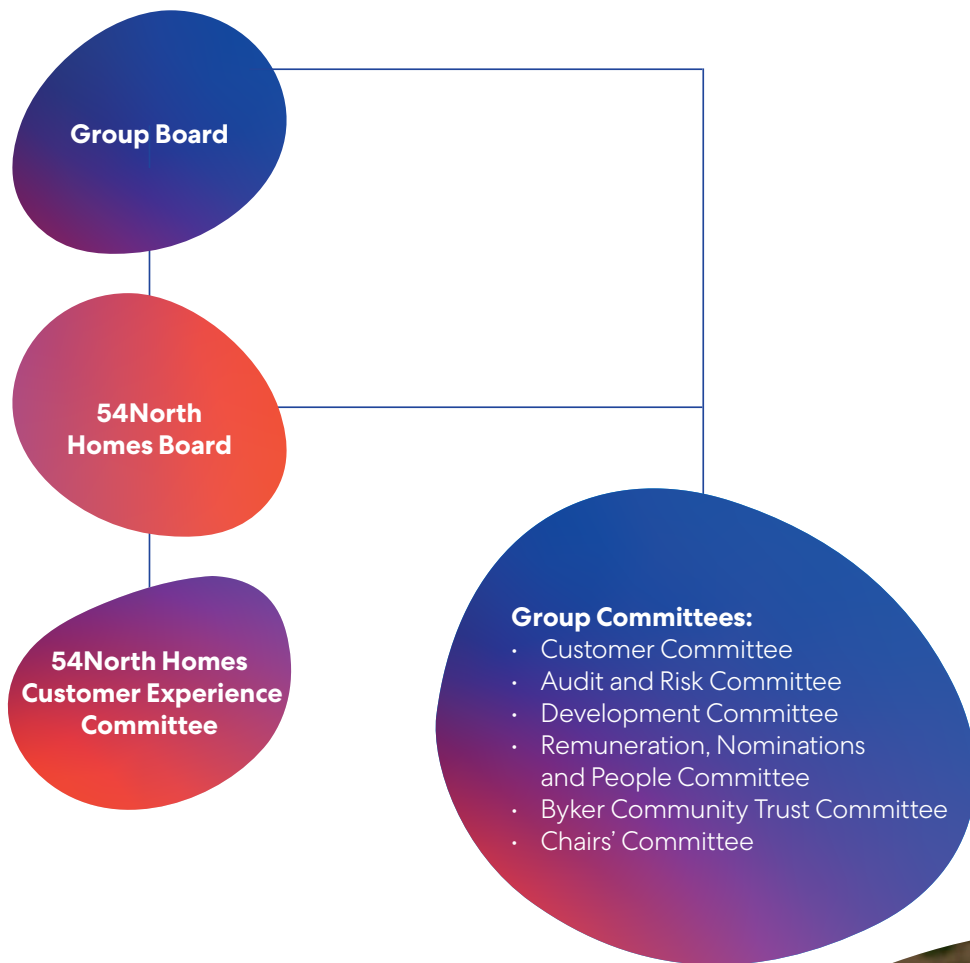 Group Board
54North
Homes Board
54North Homes
Customer Experience
Committee
Group Committees:
· Customer Committee
· Audit and Risk Committee
· Development Committee
· Remuneration, Nominations
and People Committee
· Byker Community Trust Committee
· Chairs’ Committee